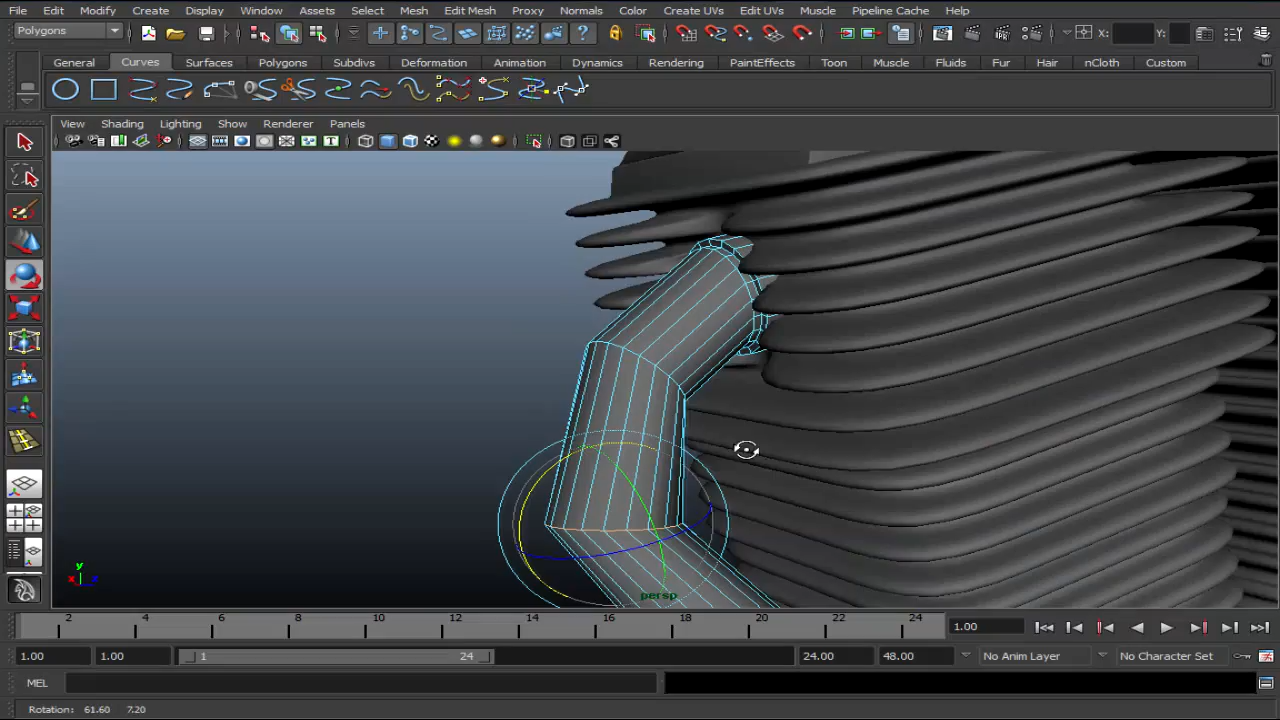 File Edit Modify Create Display Window Assets Select Mesh Edit Mesh Proxy Normals Color Create UVs Edit UVs Muscle Pipeline Cache Help
Polygons X: Y:
General Curves Surfaces Polygons Subdivs Deformation Animation Dynamics Rendering PaintEffects Toon Muscle Fluids Fur Hair nCloth Custom
View Shading Lighting Show Renderer Panels
y
x z
persp
2 4 6 8 10 12 14 16 18 20 22 24 1.00
1.00 1.00 1 24 24.00 48.00 No Anim Layer No Character Set
MEL
Rotation: 61.60 7.20